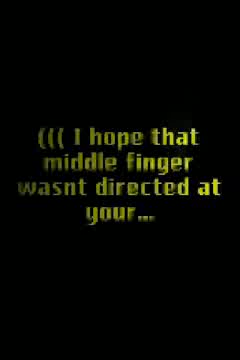 ((( I hope that
middle finger
wasnt directed at
your...